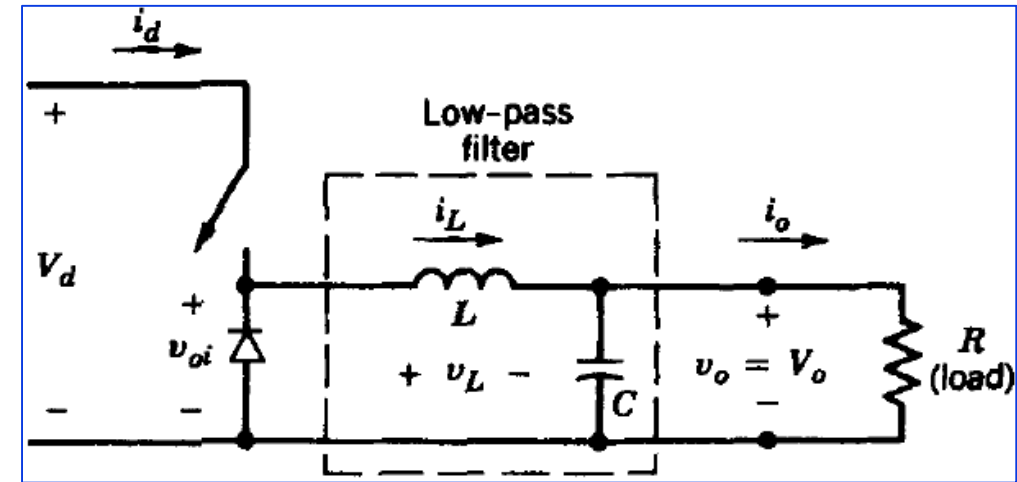 i_d
+
Low-pass
filter
i_L
i_o
V_d
+
L
+
v_oi
+ v_L -
C
v_o = V_o
R
(load)
-
-
-